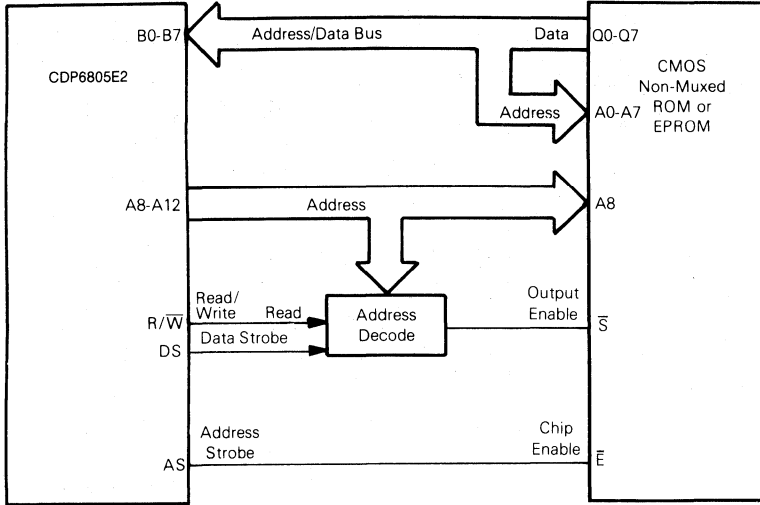 B0-B7
Address/Data Bus
Data
Q0-Q7
CDP6805E2
CMOS
Non-Muxed
ROM or
EPROM
Address
A0-A7
A8-A12
Address
A8
Read/
Write
Read
R/W̅
Data Strobe
DS
Address
Decode
Output
Enable
S̅
Address
Strobe
AS
Chip
Enable
E̅